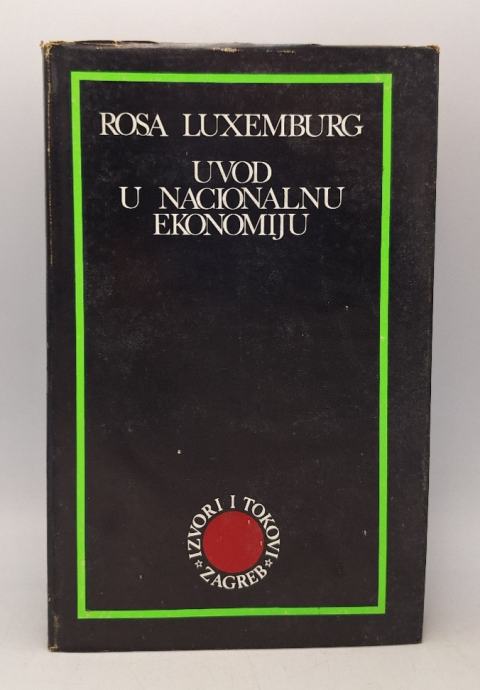 ROSA LUXEMBURG
UVOD
U NACIONALNU
EKONOMIJU
IZVORI I TOKOVI
★ ZAGREB ★